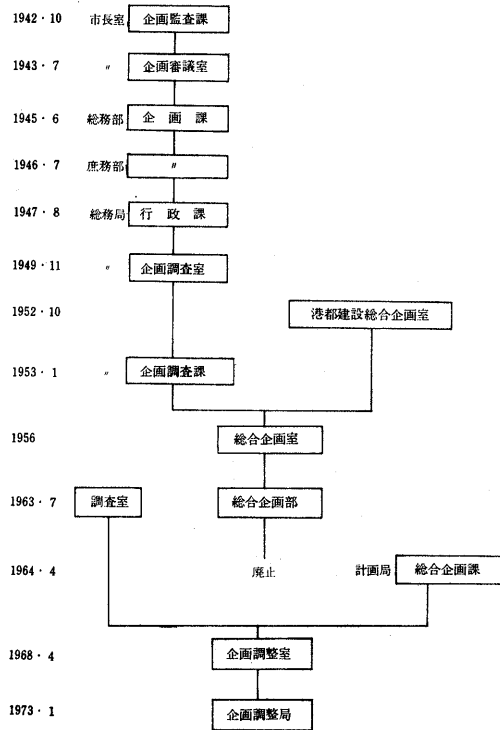 1942・10 市長室 企画監査課
1943・7 〃 企画審議室
1945・6 総務部 企画課
1946・7 庶務部 〃
1947・8 総務局 行政課
1949・11 〃 企画調査室
1952・10 港都建設総合企画室
1953・1 〃 企画調査課
1956 総合企画室
1963・7 調査室 総合企画部
1964・4 廃止 計画局 総合企画課
1968・4 企画調整室
1973・1 企画調整局